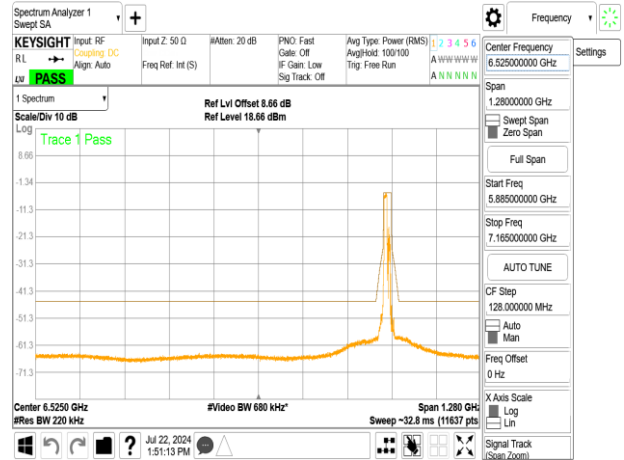 Spectrum Analyzer 1
Swept SA
Frequency
KEYSIGHT Input: RF Input Z: 50 Ω #Atten: 20 dB PNO: Fast Avg Type: Power (RMS) 1 2 3 4 5 6
Coupling: DC Gate: Off Avg|Hold: 100/100
RL Align: Auto Freq Ref: Int (S) IF Gain: Low Trig: Free Run A W W W W W
Sig Track: Off
LXI PASS A N N N N N
1 Spectrum
Ref Lvl Offset 8.66 dB
Scale/Div 10 dB Ref Level 18.66 dBm
Log
Trace 1 Pass
8.66
-1.34
-11.3
-21.3
-31.3
-41.3
-51.3
-61.3
-71.3
Center 6.5250 GHz #Video BW 680 kHz* Span 1.280 GHz
#Res BW 220 kHz Sweep ~32.8 ms (11637 pts
Jul 22, 2024
1:51:13 PM
?
Center Frequency
6.525000000 GHz
Settings
Span
1.28000000 GHz
Swept Span
Zero Span
Full Span
Start Freq
5.885000000 GHz
Stop Freq
7.165000000 GHz
AUTO TUNE
CF Step
128.000000 MHz
Auto
Man
Freq Offset
0 Hz
X Axis Scale
Log
Lin
Signal Track
(Span Zoom)